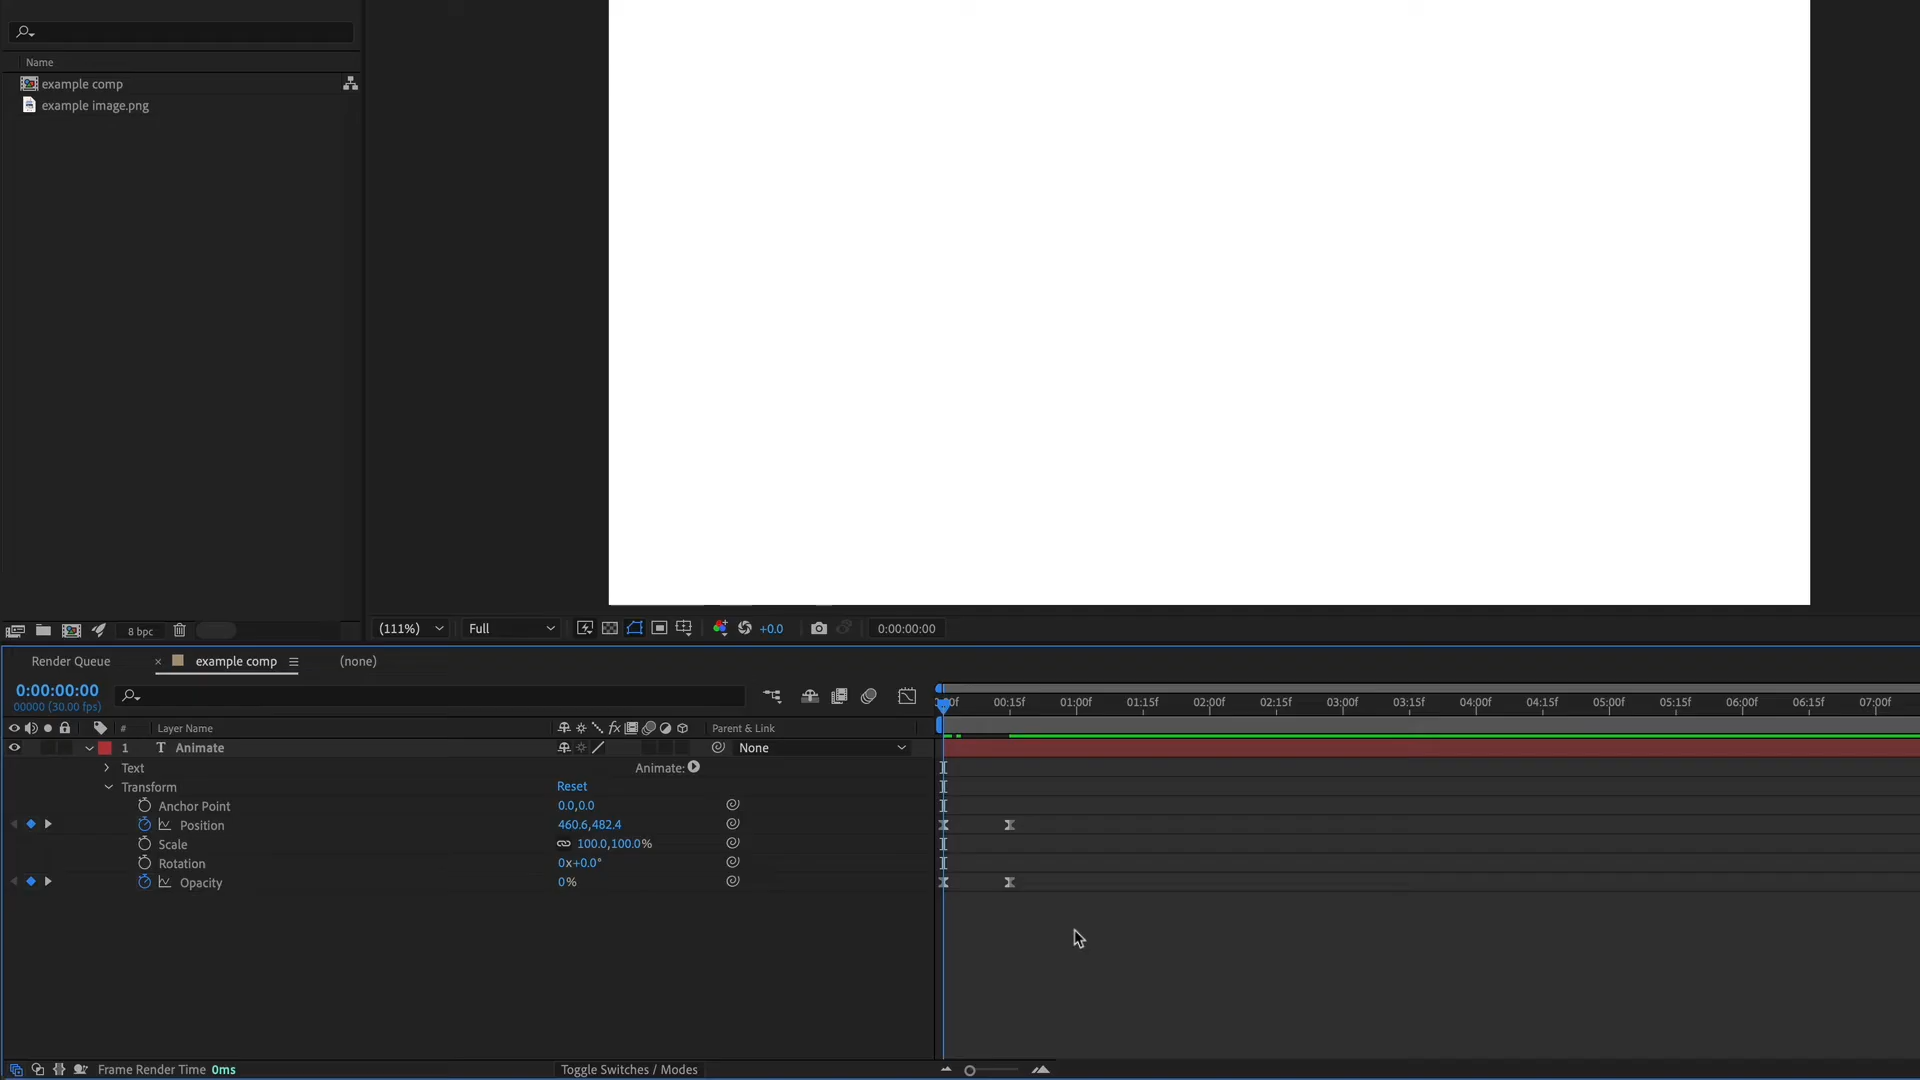 Name
example comp
example image.png
8 bpc
(111%) Full +0.0 0:00:00:00
Render Queue × example comp (none)
0:00:00:00
00000 (30.00 fps)
00:15f 01:00f 01:15f 02:00f 02:15f 03:00f 03:15f 04:00f 04:15f 05:00f 05:15f 06:00f 06:15f 07:00f
# Layer Name fx Parent & Link
1 T Animate None
Text Animate:
Transform Reset
Anchor Point 0.0,0.0
Position 460.6,482.4
Scale 100.0,100.0%
Rotation 0x+0.0°
Opacity 0%
Frame Render Time 0ms Toggle Switches / Modes